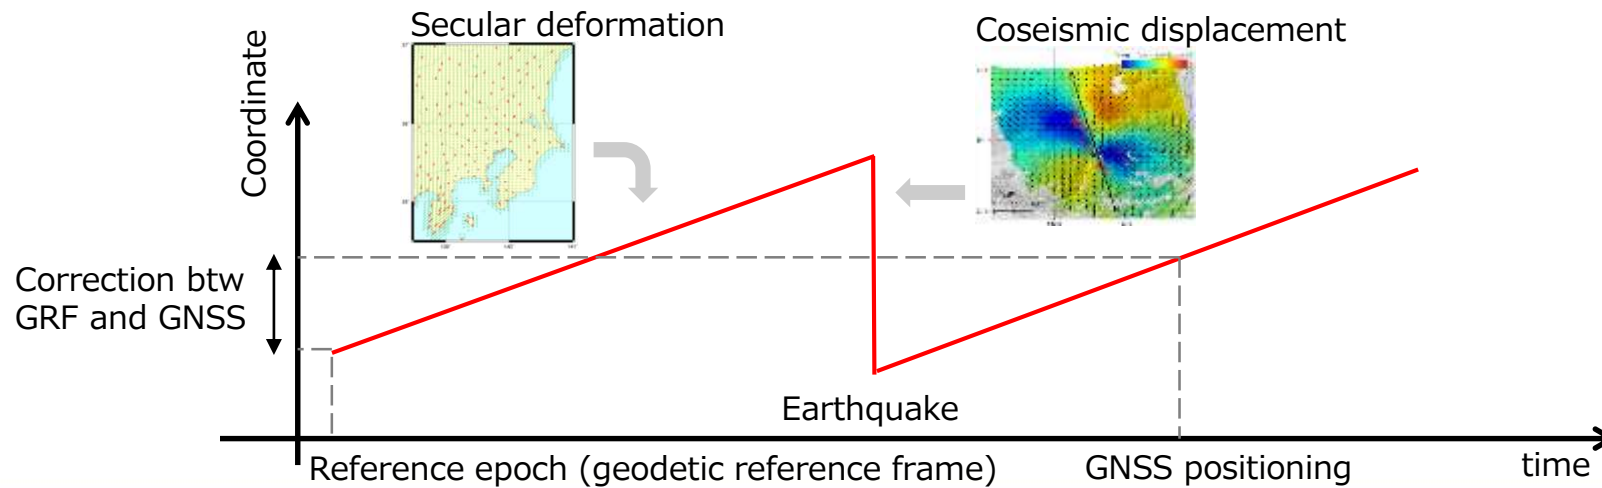 Secular deformation
Coseismic displacement
Coordinate
Correction btw
GRF and GNSS
Earthquake
Reference epoch (geodetic reference frame)
GNSS positioning
time